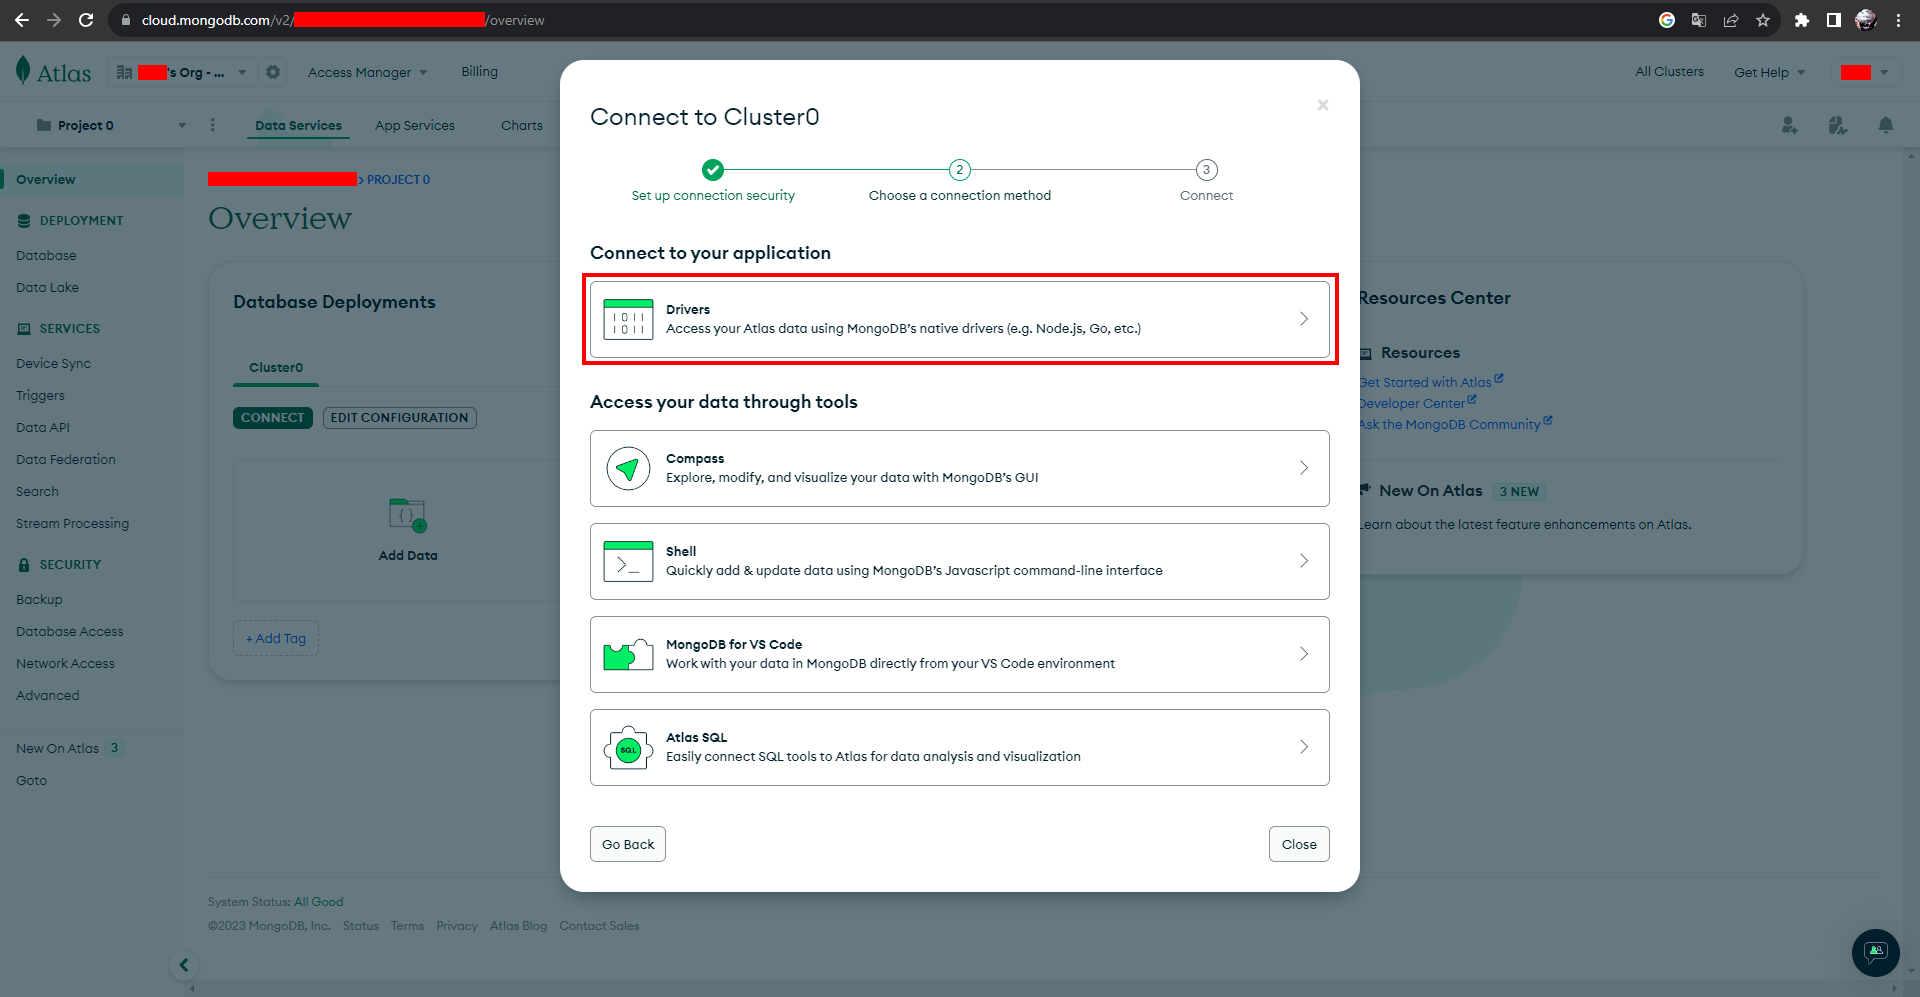 cloud.mongodb.com/v2/ /overview
Atlas
's Org - ...
Access Manager
Billing
All Clusters
Get Help
Project 0
Data Services
App Services
Charts
Overview
DEPLOYMENT
Database
Data Lake
SERVICES
Device Sync
Triggers
Data API
Data Federation
Search
Stream Processing
SECURITY
Backup
Database Access
Network Access
Advanced
New On Atlas 3
Goto
> PROJECT 0
Overview
Database Deployments
Cluster0
CONNECT
EDIT CONFIGURATION
{ }
Add Data
+ Add Tag
Connect to Cluster0
2
3
Set up connection security
Choose a connection method
Connect
Connect to your application
1011
1011
Drivers
Access your Atlas data using MongoDB's native drivers (e.g. Node.js, Go, etc.)
Access your data through tools
Compass
Explore, modify, and visualize your data with MongoDB's GUI
>_
Shell
Quickly add & update data using MongoDB's Javascript command-line interface
MongoDB for VS Code
Work with your data in MongoDB directly from your VS Code environment
SQL
Atlas SQL
Easily connect SQL tools to Atlas for data analysis and visualization
Go Back
Close
Resources Center
Resources
Get Started with Atlas
Developer Center
Ask the MongoDB Community
New On Atlas
3 NEW
Learn about the latest feature enhancements on Atlas.
System Status: All Good
©2023 MongoDB, Inc. Status Terms Privacy Atlas Blog Contact Sales